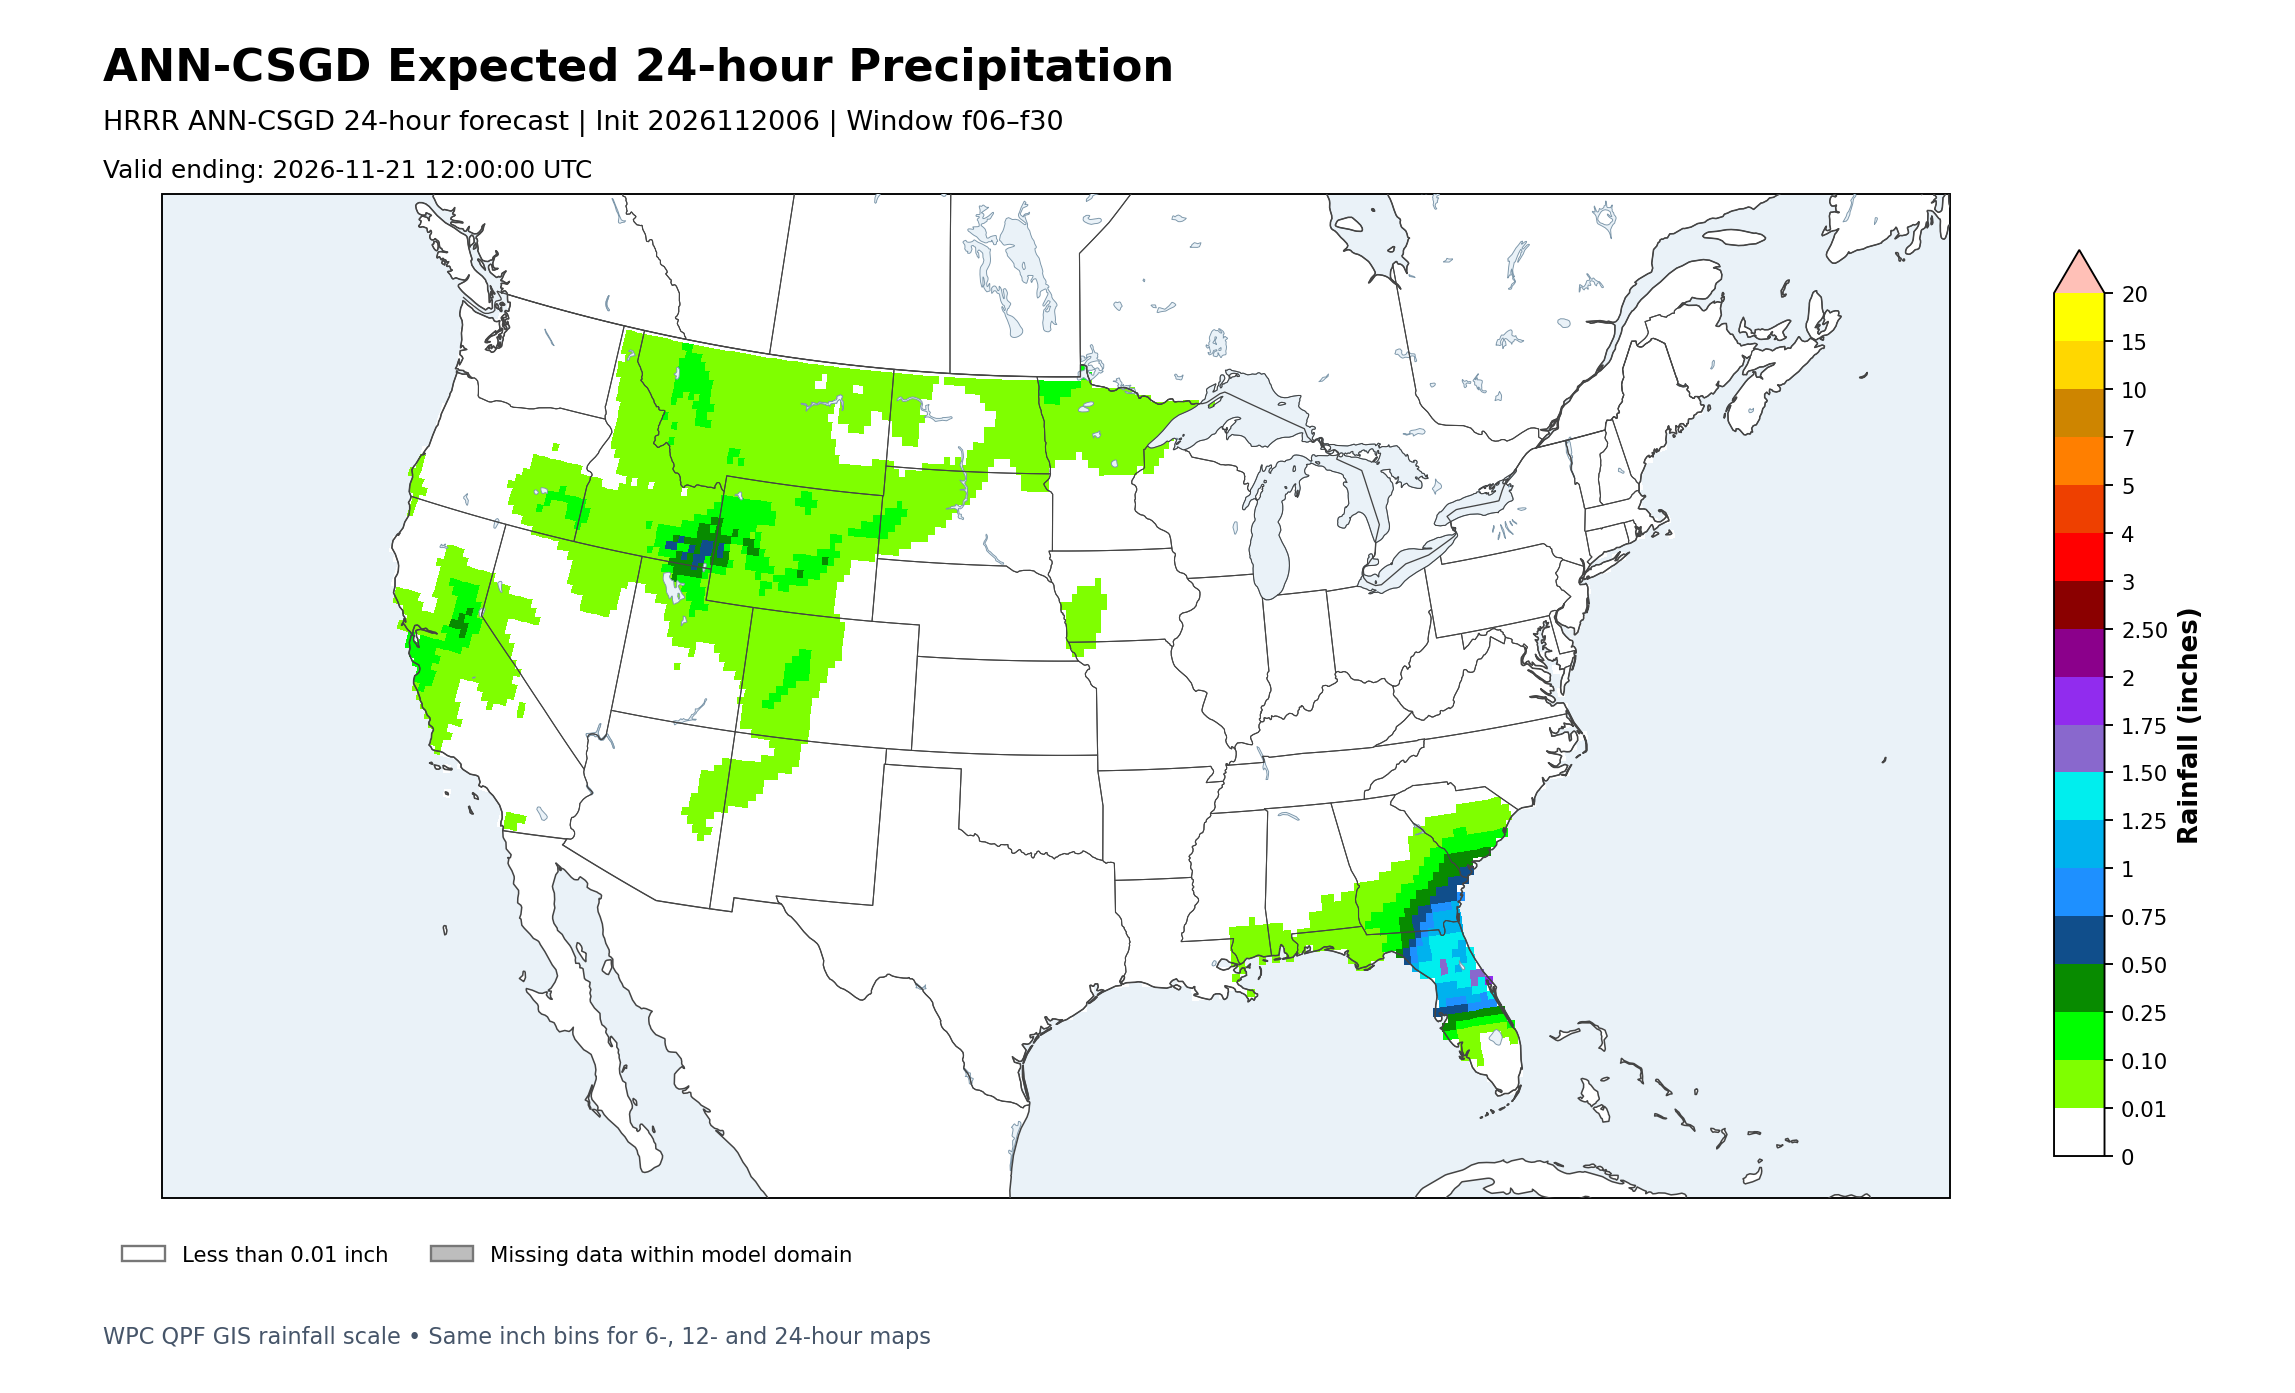 ANN-CSGD Expected 24-hour Precipitation
HRRR ANN-CSGD 24-hour forecast | Init 2026112006 | Window f06–f30
Valid ending: 2026-11-21 12:00:00 UTC
20
15
10
7
5
4
3
2.50
2
1.75
1.50
1.25
1
0.75
0.50
0.25
0.10
0.01
0
Rainfall (inches)
Less than 0.01 inch
Missing data within model domain
WPC QPF GIS rainfall scale • Same inch bins for 6-, 12- and 24-hour maps